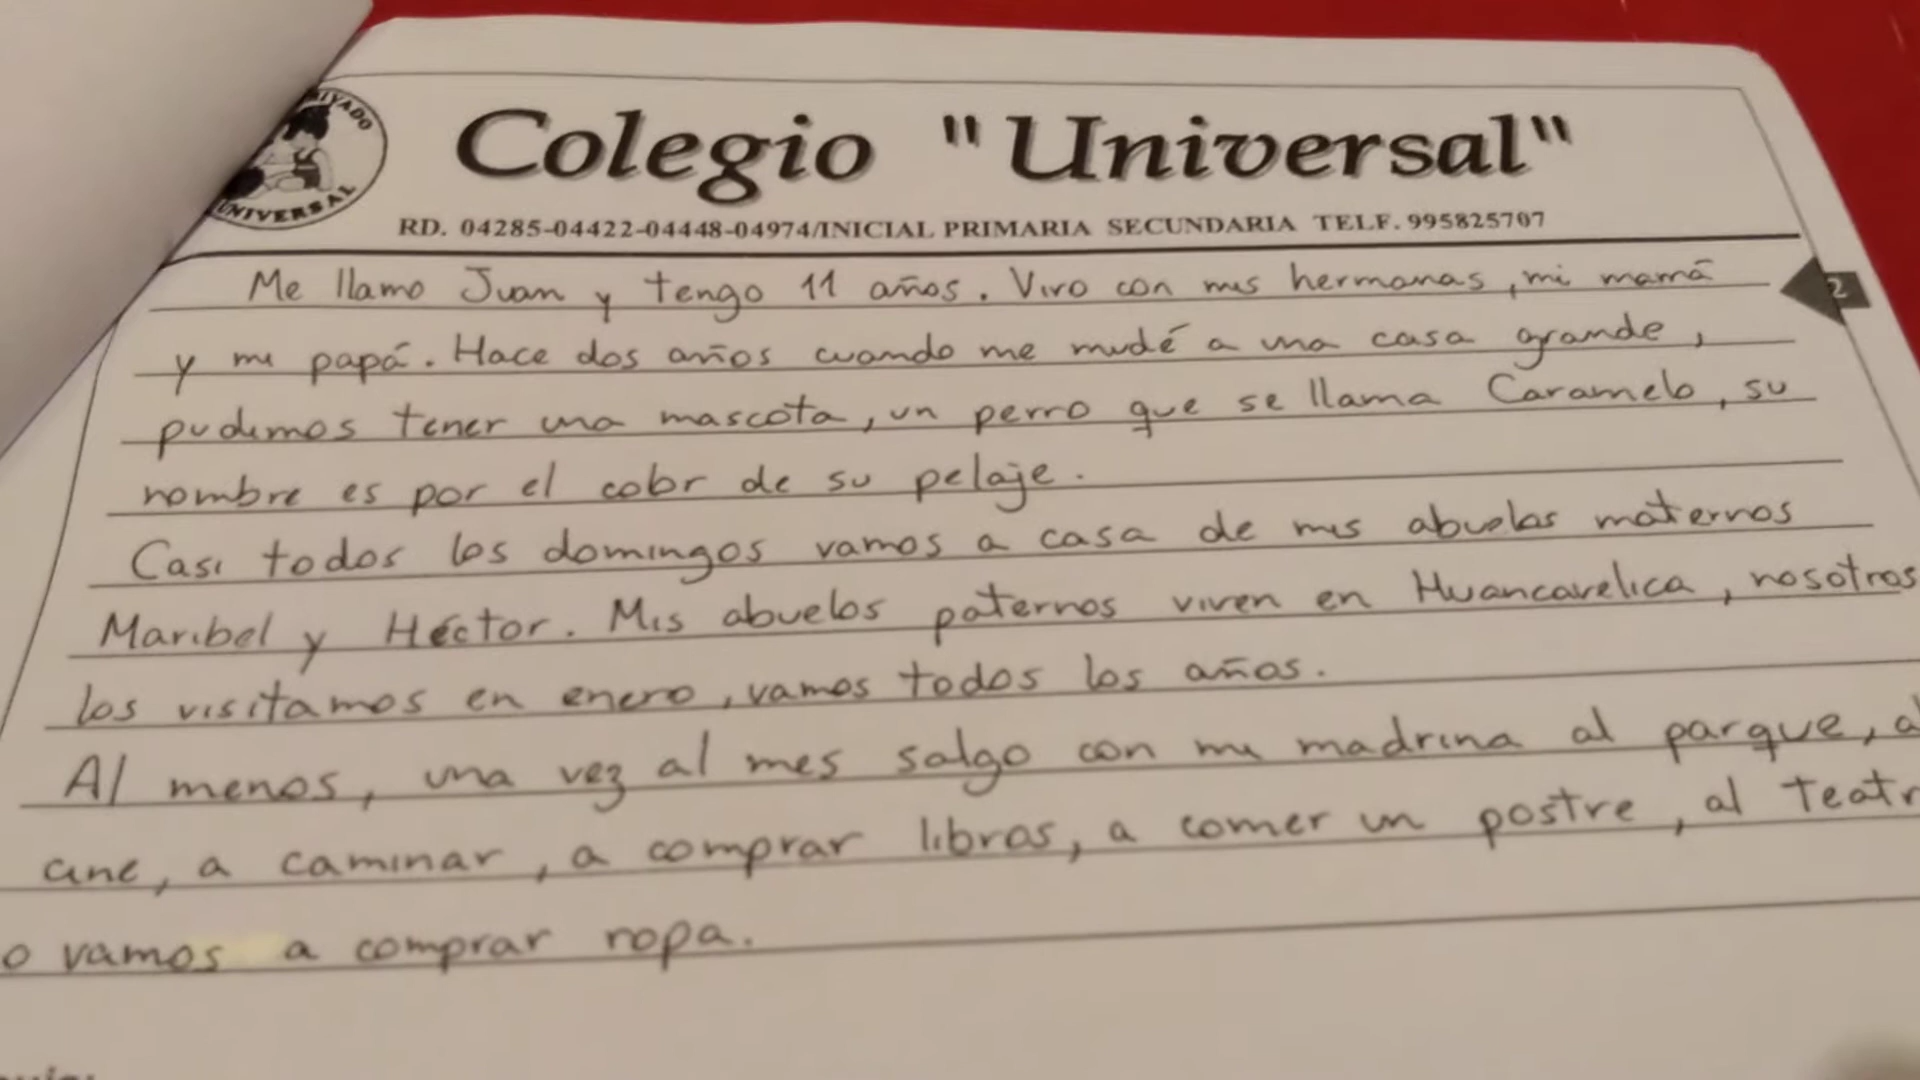 Colegio "Universal"
UNIVERSAL
RD. 04285-04422-04448-04974/INICIAL PRIMARIA SECUNDARIA TELF. 995825707
2
Me llamo Juan y tengo 11 años. Vivo con mis hermanas, mi mamá
y mi papá. Hace dos años cuando me mudé a una casa grande,
pudimos tener una mascota, un perro que se llama Caramelo, su
nombre es por el color de su pelaje.
Casi todos los domingos vamos a casa de mis abuelos maternos
Maribel y Héctor. Mis abuelos paternos viven en Huancavelica, nosotros
los visitamos en enero, vamos todos los años.
Al menos, una vez al mes salgo con mi madrina al parque, al
cine, a caminar, a comprar libros, a comer un postre, al teatr
o vamos a comprar ropa.